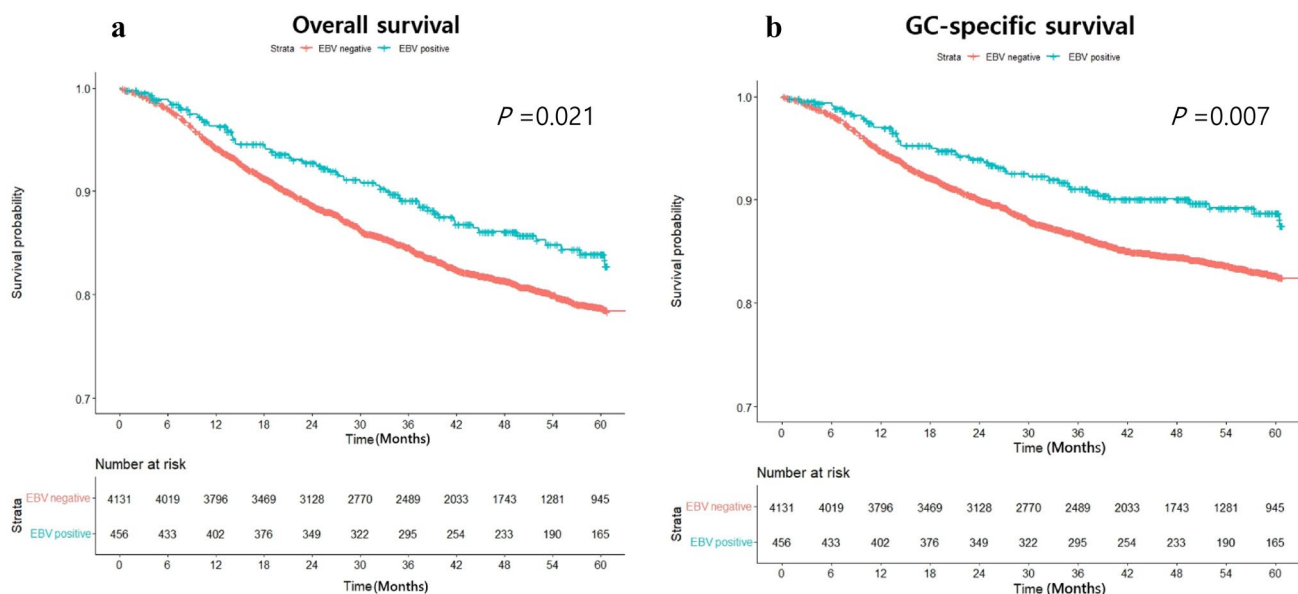 a Overall survival
Strata EBV negative EBV positive
P =0.021
Survival probability
1.0
0.9
0.8
0.7
0 6 12 18 24 30 36 42 48 54 60
Time (Months)
Number at risk
Strata
EBV negative 4131 4019 3796 3469 3128 2770 2489 2033 1743 1281 945
EBV positive 456 433 402 376 349 322 295 254 233 190 165
0 6 12 18 24 30 36 42 48 54 60
Time (Months)
b GC-specific survival
Strata EBV negative EBV positive
P =0.007
Survival probability
1.0
0.9
0.8
0.7
0 6 12 18 24 30 36 42 48 54 60
Time (Months)
Number at risk
Strata
EBV negative 4131 4019 3796 3469 3128 2770 2489 2033 1743 1281 945
EBV positive 456 433 402 376 349 322 295 254 233 190 165
0 6 12 18 24 30 36 42 48 54 60
Time (Months)